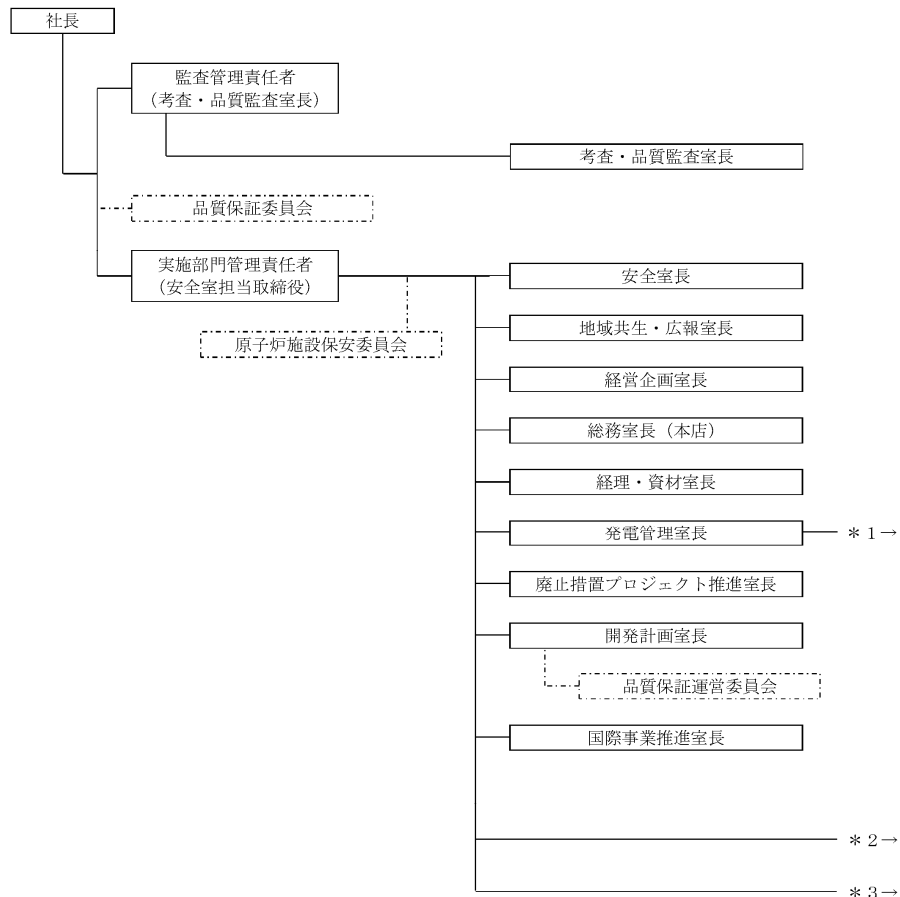 社長
監査管理責任者
（考査・品質監査室長）
考査・品質監査室長
品質保証委員会
実施部門管理責任者
（安全室担当取締役）
安全室長
地域共生・広報室長
原子炉施設保安委員会
経営企画室長
総務室長（本店）
経理・資材室長
発電管理室長
＊１→
廃止措置プロジェクト推進室長
開発計画室長
品質保証運営委員会
国際事業推進室長
＊２→
＊３→